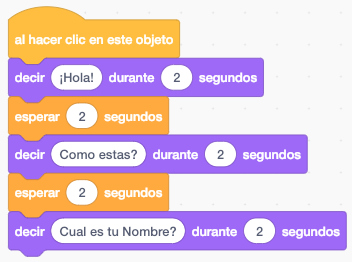 al hacer clic en este objeto
decir ¡Hola! durante 2 segundos
esperar 2 segundos
decir Como estas? durante 2 segundos
esperar 2 segundos
decir Cual es tu Nombre? durante 2 segundos